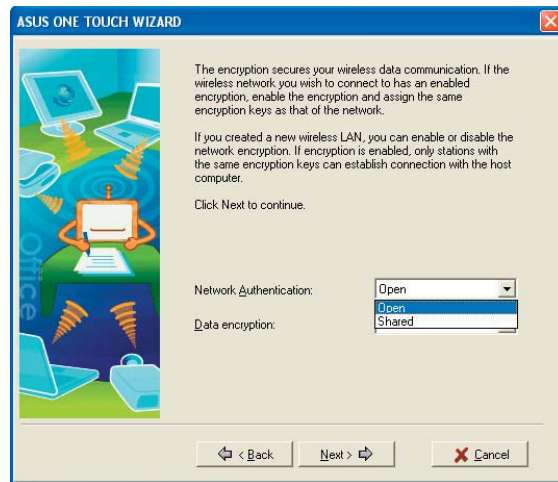 ASUS ONE TOUCH WIZARD
The encryption secures your wireless data communication. If the
wireless network you wish to connect to has an enabled
encryption, enable the encryption and assign the same
encryption keys as that of the network.
If you created a new wireless LAN, you can enable or disable the
network encryption. If encryption is enabled, only stations with
the same encryption keys can establish connection with the host
computer.
Click Next to continue.
Office
Network Authentication:
Open
Open
Shared
Data encryption:
< Back
Next >
Cancel